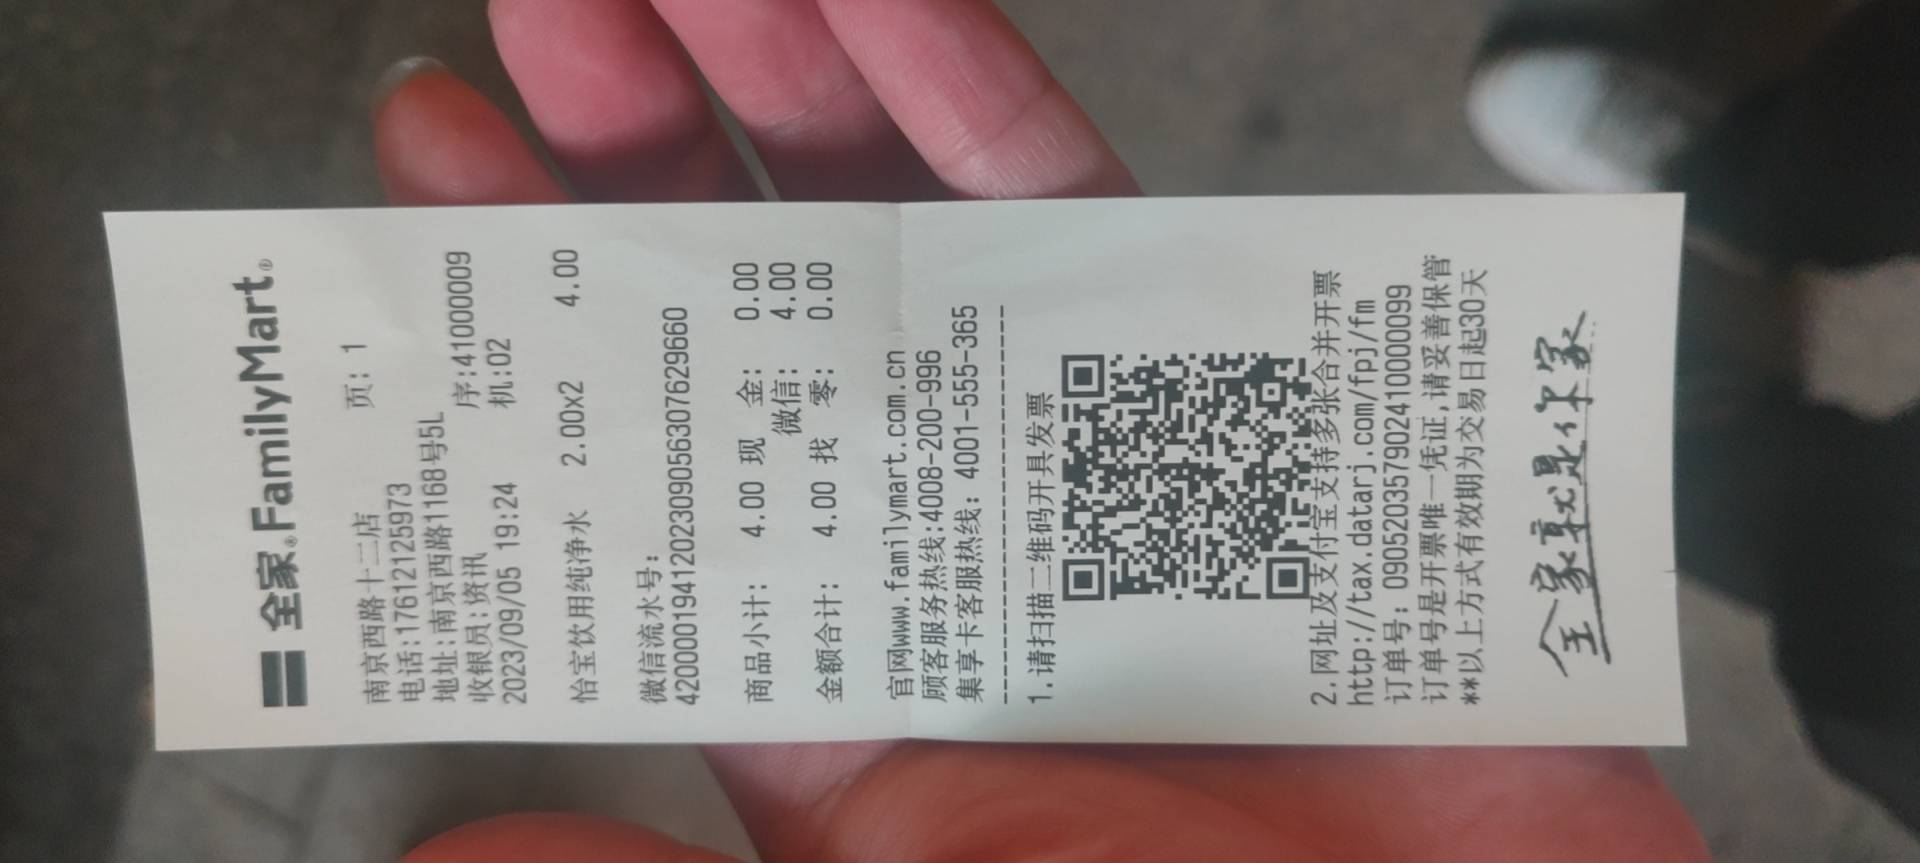 全家®FamilyMart®
南京西路十二店 页: 1
电话:17612125973
地址:南京西路1168号5L
收银员:资讯 序:41000009
2023/09/05 19:24 机:02
怡宝饮用纯净水 2.00x2 4.00
微信流水号:
4200001941202309056307629660
商品小计: 4.00 现 金: 0.00
微信: 4.00
金额合计: 4.00 找 零: 0.00
官网www.familymart.com.cn
顾客服务热线:4008-200-996
集享卡客服热线: 4001-555-365
1.请扫描二维码开具发票
2.网址及支付宝支持多张合并开票
http://tax.datarj.com/fpj/fm
订单号: 090520357902410000099
订单号是开票唯一凭证,请妥善保管
**以上方式有效期为交易日起30天
全家就是你家